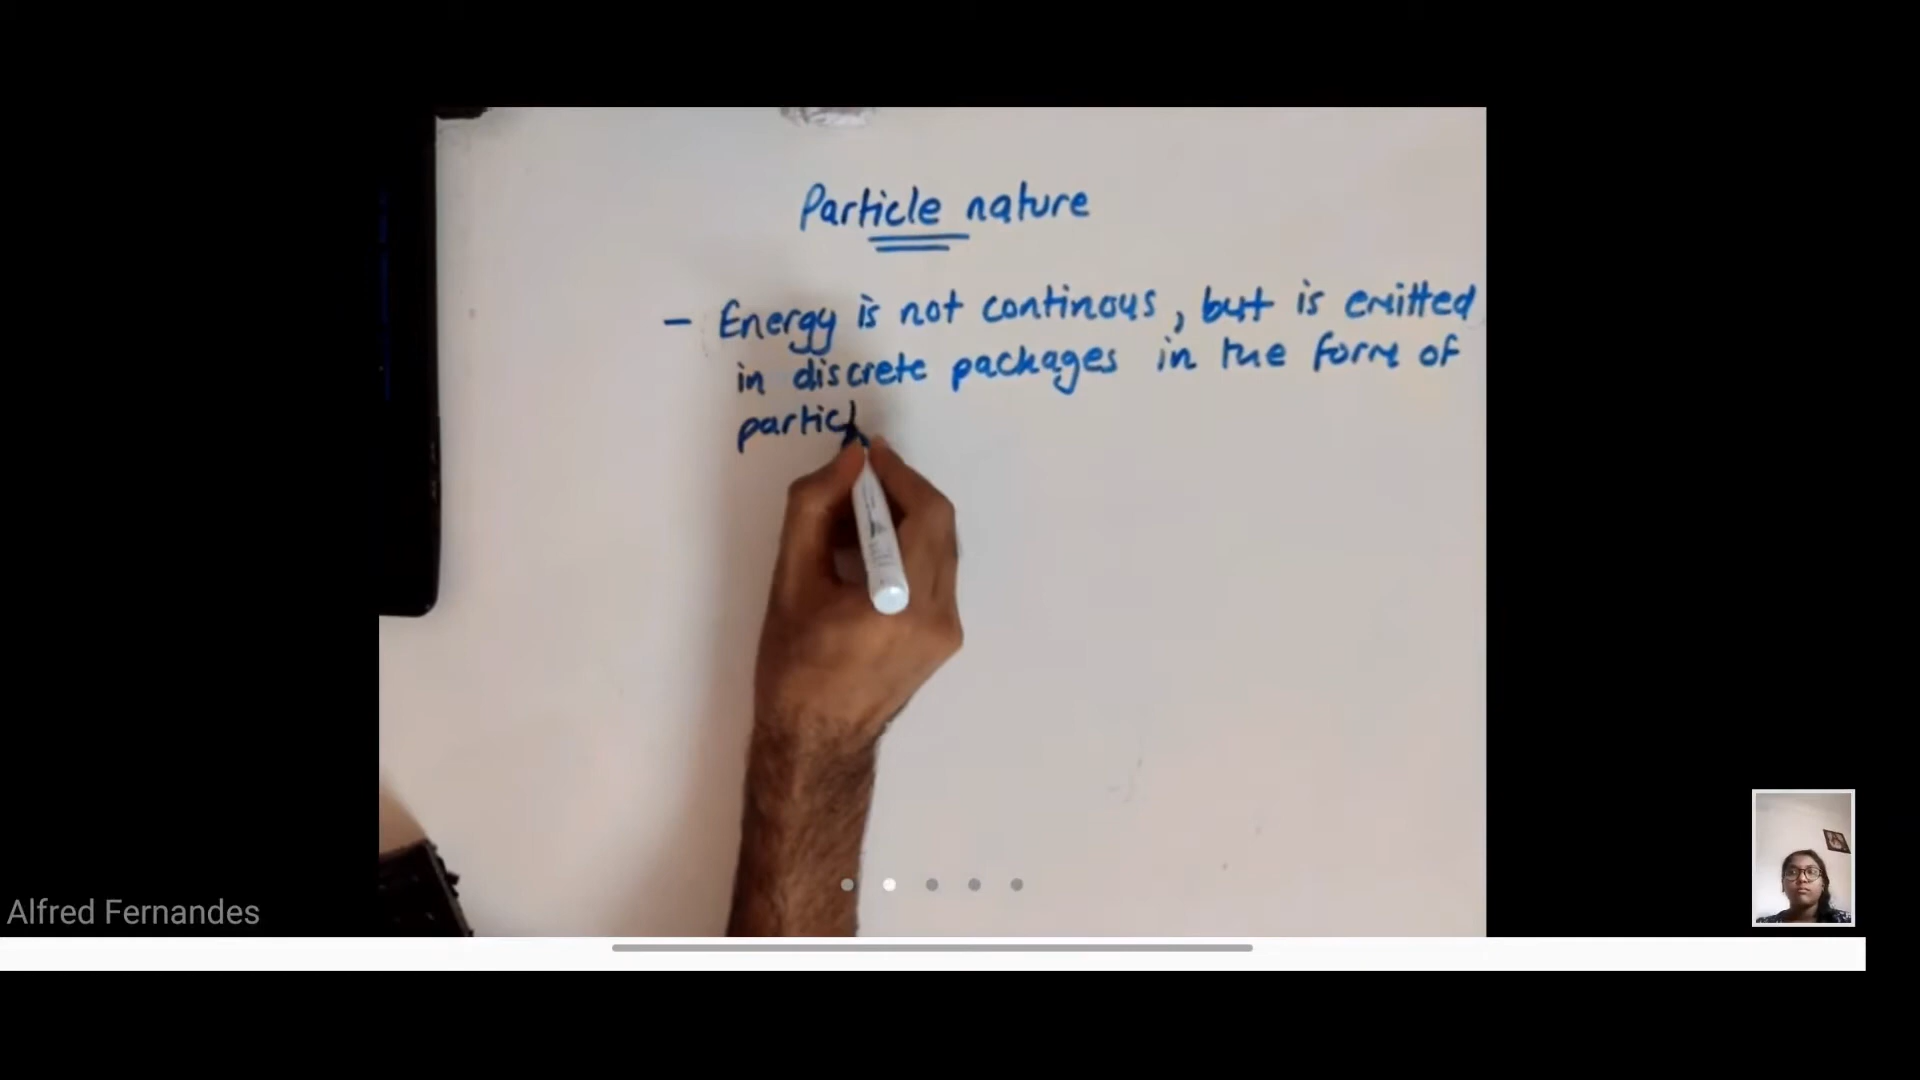 Particle nature
- Energy is not continous, but is emitted
in discrete packages in the form of
particl
Alfred Fernandes